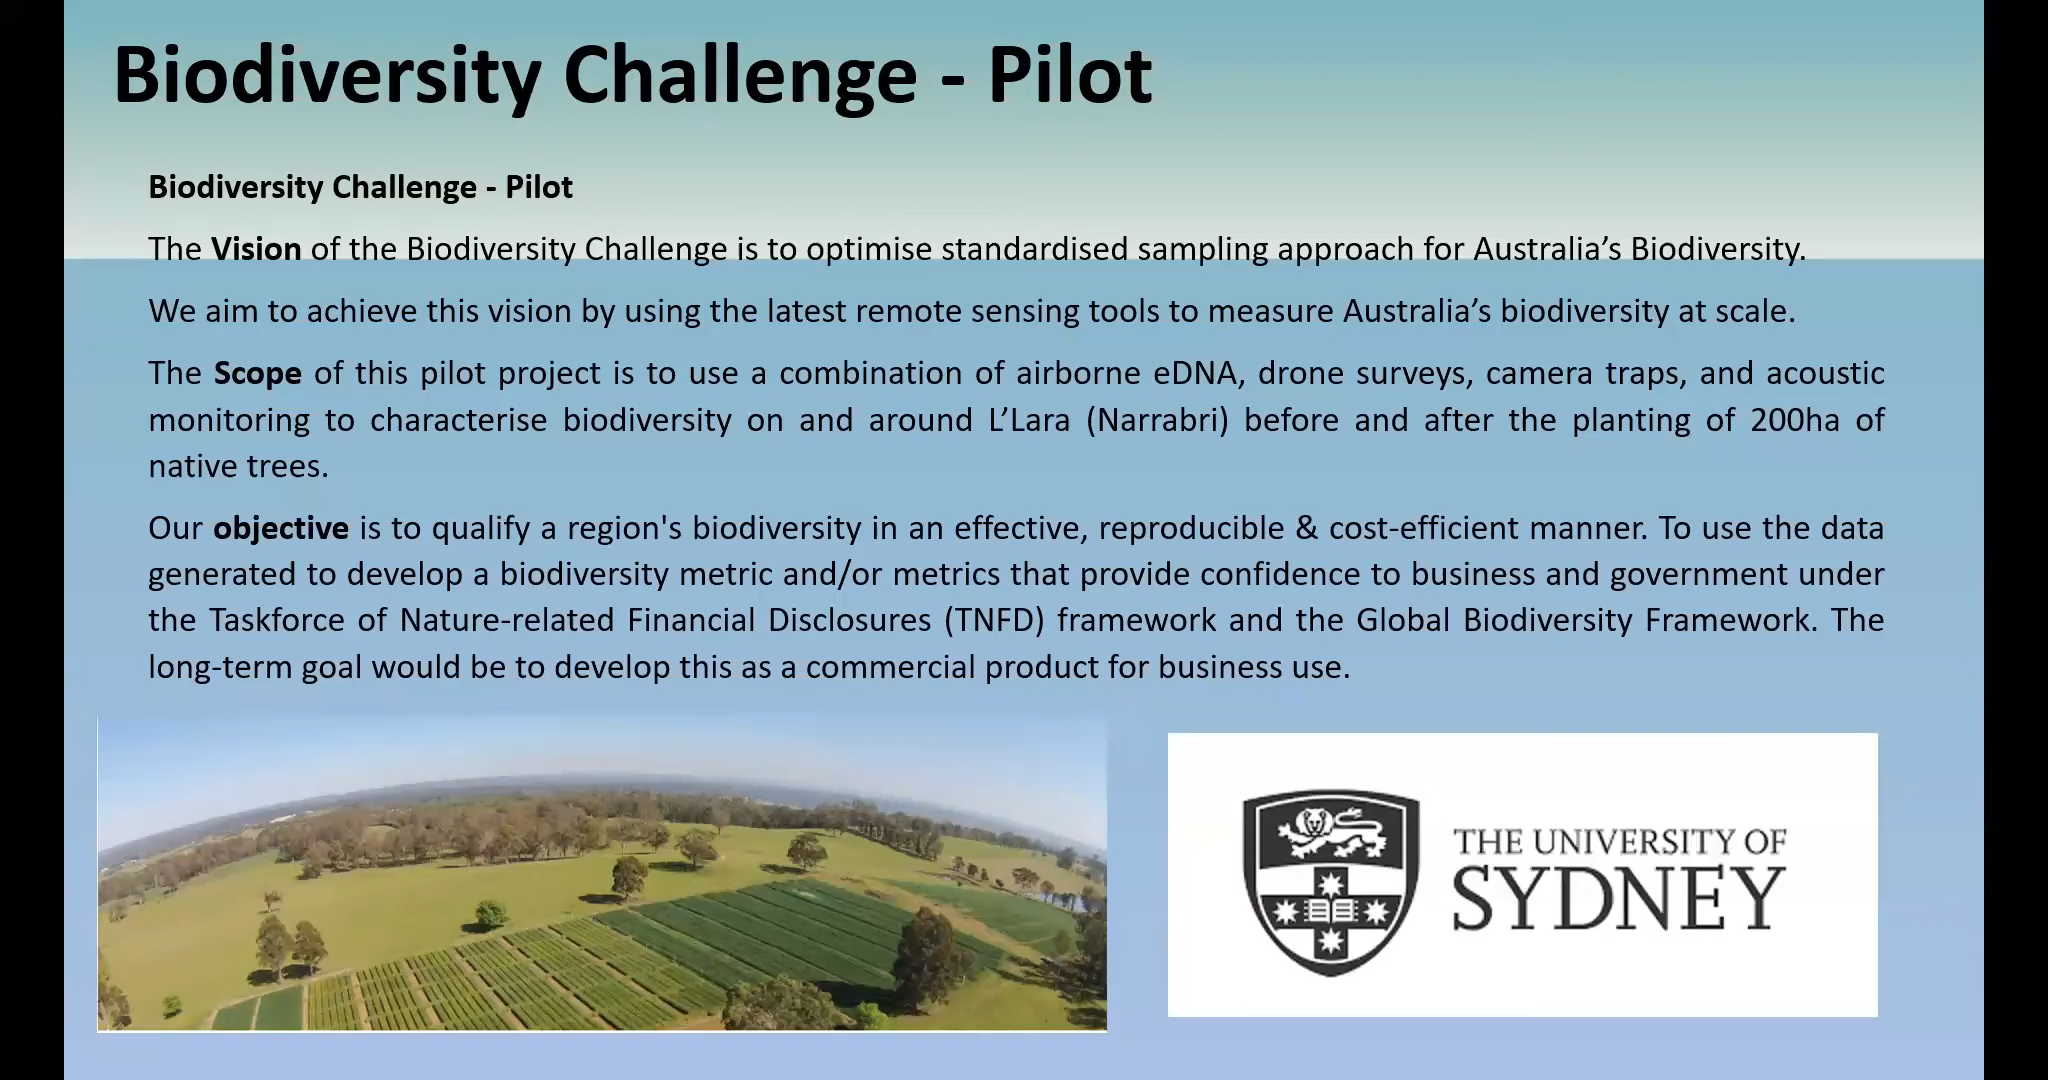 Biodiversity Challenge - Pilot
Biodiversity Challenge - Pilot
The Vision of the Biodiversity Challenge is to optimise standardised sampling approach for Australia’s Biodiversity.
We aim to achieve this vision by using the latest remote sensing tools to measure Australia’s biodiversity at scale.
The Scope of this pilot project is to use a combination of airborne eDNA, drone surveys, camera traps, and acoustic
monitoring to characterise biodiversity on and around L’Lara (Narrabri) before and after the planting of 200ha of
native trees.
Our objective is to qualify a region's biodiversity in an effective, reproducible & cost-efficient manner. To use the data
generated to develop a biodiversity metric and/or metrics that provide confidence to business and government under
the Taskforce of Nature-related Financial Disclosures (TNFD) framework and the Global Biodiversity Framework. The
long-term goal would be to develop this as a commercial product for business use.
THE UNIVERSITY OF
SYDNEY